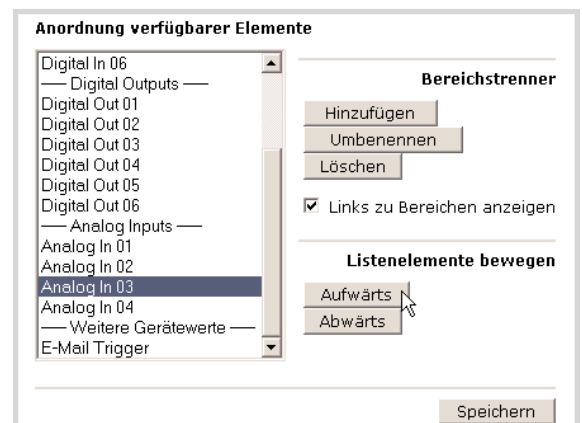 Anordnung verfügbarer Elemente
Digital In 06
—— Digital Outputs ——
Digital Out 01
Digital Out 02
Digital Out 03
Digital Out 04
Digital Out 05
Digital Out 06
—— Analog Inputs ——
Analog In 01
Analog In 02
Analog In 03
Analog In 04
—— Weitere Gerätewerte ——
E-Mail Trigger
Bereichstrenner
Hinzufügen
Umbenennen
Löschen
Links zu Bereichen anzeigen
Listenelemente bewegen
Aufwärts
Abwärts
Speichern